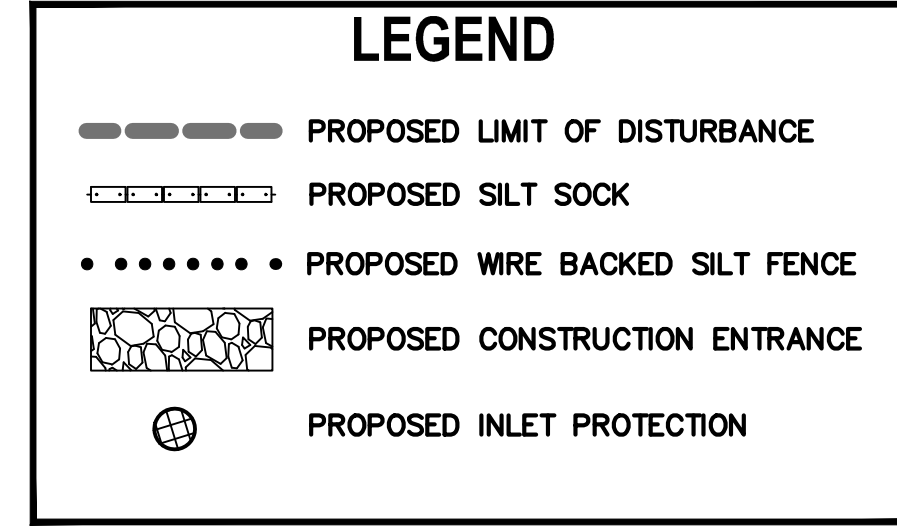 LEGEND
PROPOSED LIMIT OF DISTURBANCE
PROPOSED SILT SOCK
PROPOSED WIRE BACKED SILT FENCE
PROPOSED CONSTRUCTION ENTRANCE
PROPOSED INLET PROTECTION